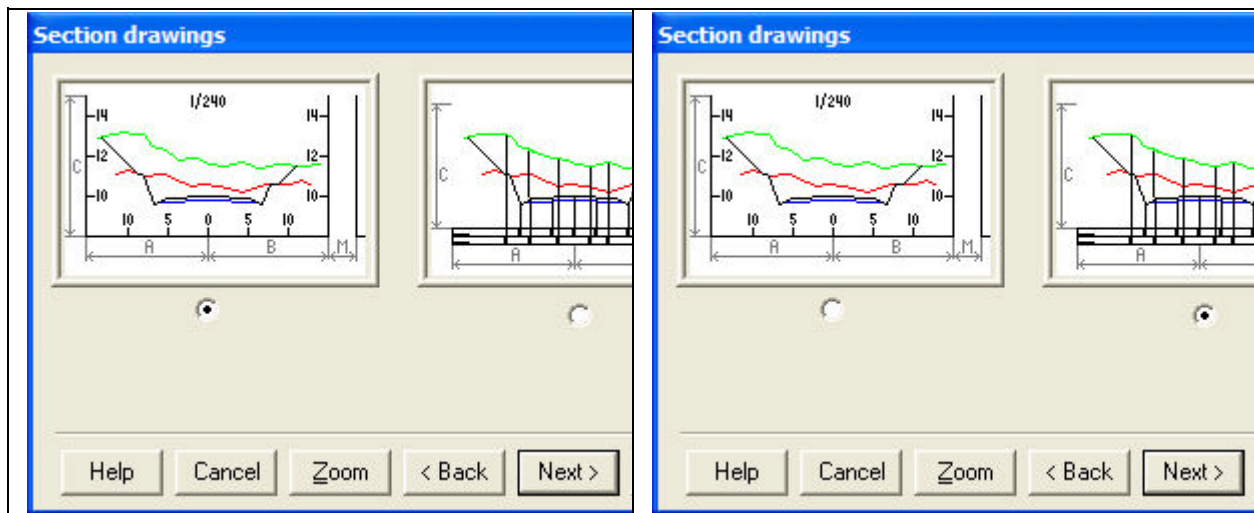 Section drawings
1/240
14 14
C 12 12
10 10
10 5 0 5 10
A B M.
C
A
Help Cancel Zoom < Back Next >
Section drawings
1/240
14 14
C 12 12
10 10
10 5 0 5 10
A B M.
C
A
Help Cancel Zoom < Back Next >